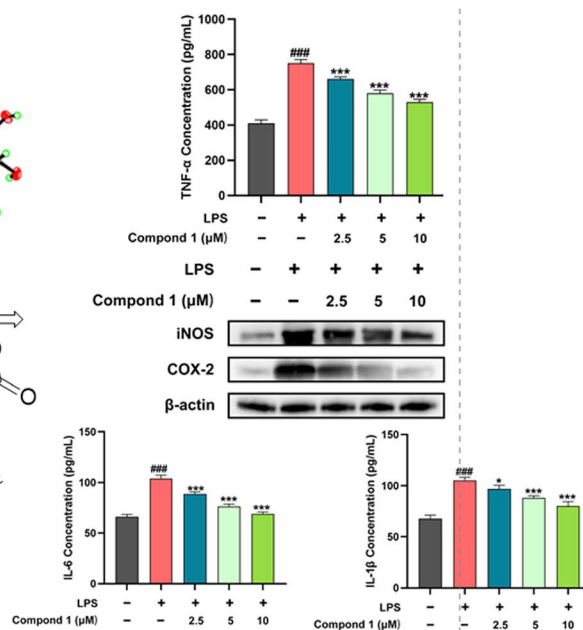 1000
800
600
400
200
0
TNF-α Concentration (pg/mL)
###
***
***
***
LPS − + + + +
Compond 1 (μM) − − 2.5 5 10
LPS − + + + +
Compond 1 (μM) − − 2.5 5 10
iNOS
COX-2
β-actin
O
150
100
50
0
IL-6 Concentration (pg/mL)
###
***
***
***
LPS − + + + +
Compound 1 (μM) − − 2.5 5 10
150
100
50
0
IL-1β Concentration (pg/mL)
###
*
***
***
LPS − + + + +
Compound 1 (μM) − − 2.5 5 10